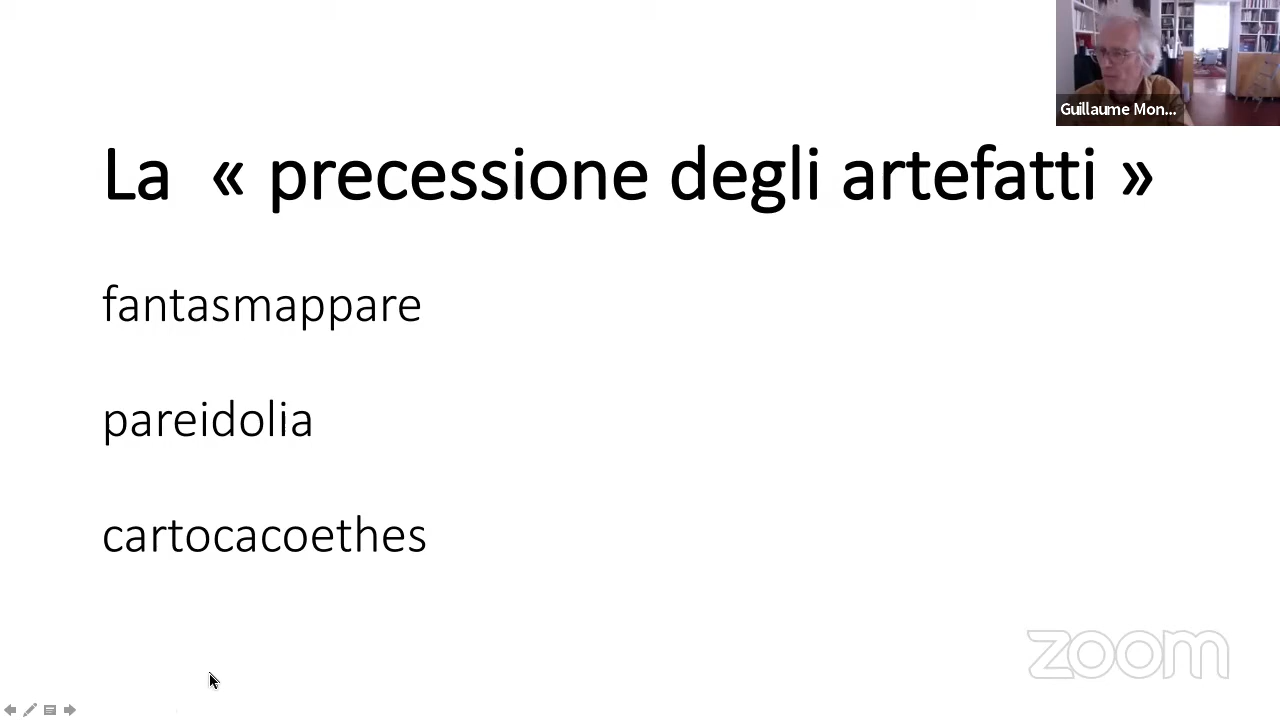 Guillaume Mon...
La « precessione degli artefatti »
fantasmappare
pareidolia
cartocacoethes
zoom